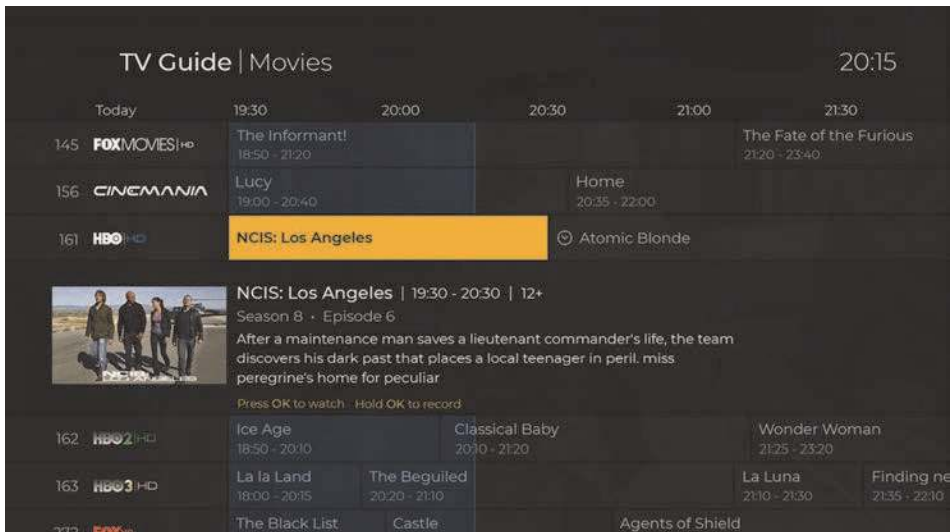 TV Guide | Movies
20:15
Today 19:30 20:00 20:30 21:00 21:30
145 FOXMOVIES|HD The Informant! The Fate of the Furious
18:50 - 21:20 21:20 - 23:40
156 CINEMANIA Lucy Home
19:00 - 20:40 20:35 - 22:00
161 HBO HD NCIS: Los Angeles Atomic Blonde
NCIS: Los Angeles | 19:30 - 20:30 | 12+
Season 8 • Episode 6
After a maintenance man saves a lieutenant commander's life, the team
discovers his dark past that places a local teenager in peril. miss
peregrine's home for peculiar
NCIS:
LOS ANGELES
Press OK to watch · Hold OK to record
162 HBO2 HD Ice Age Classical Baby Wonder Woman
18:50 - 20:10 20:10 - 21:20 21:25 - 23:20
163 HBO3 HD La la Land The Beguiled La Luna Finding ne
18:00 - 20:15 20:20 - 21:10 21:10 - 21:30 21:35 - 22:10
232 FOX The Black List Castle Agents of Shield